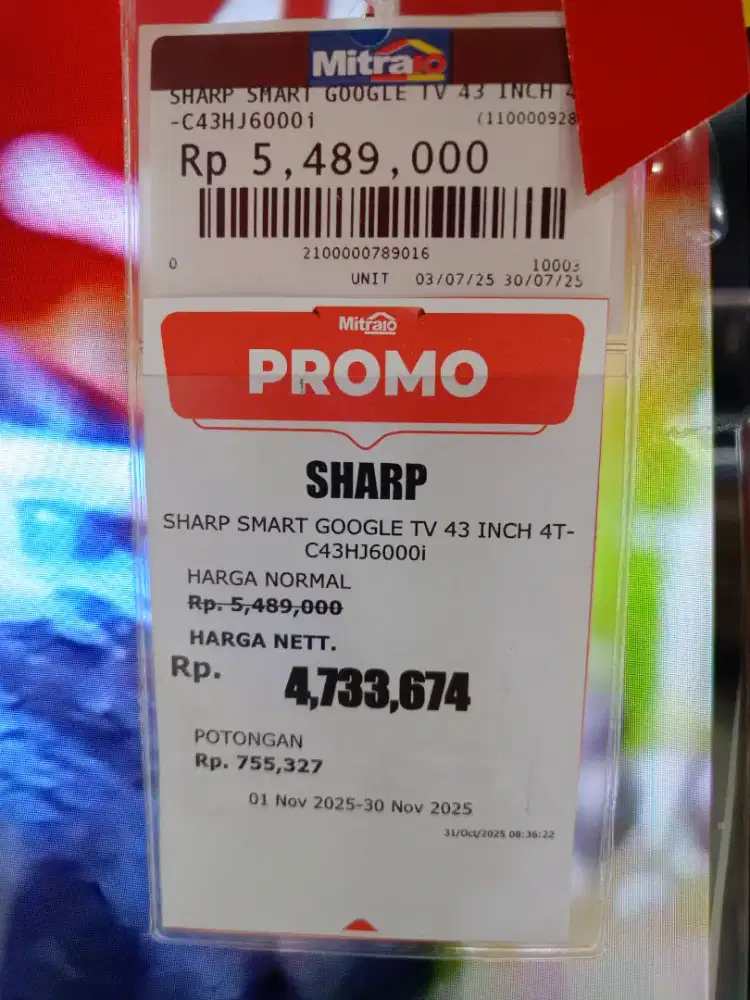 Mitra10
SHARP SMART GOOGLE TV 43 INCH 4
-C43HJ6000i
(110000928
Rp 5,489,000
2100000789016
0
10003
UNIT 03/07/25 30/07/25
Mitra10
PROMO
SHARP
SHARP SMART GOOGLE TV 43 INCH 4T-
C43HJ6000i
HARGA NORMAL
Rp. 5,489,000
HARGA NETT.
Rp. 4,733,674
POTONGAN
Rp. 755,327
01 Nov 2025-30 Nov 2025
31/Oct/2025 08:36:22